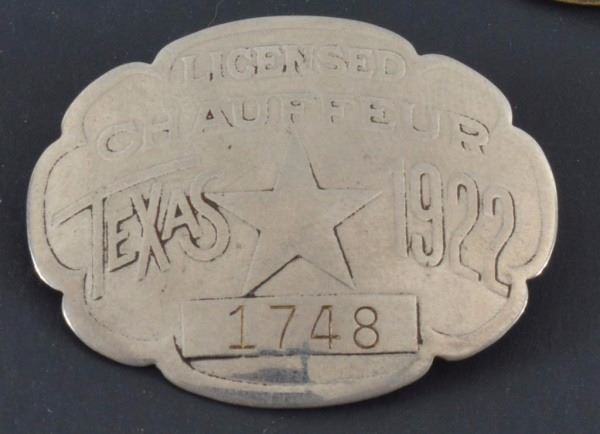 LICENSED
CHAUFFEUR
TEXAS 1922
1748